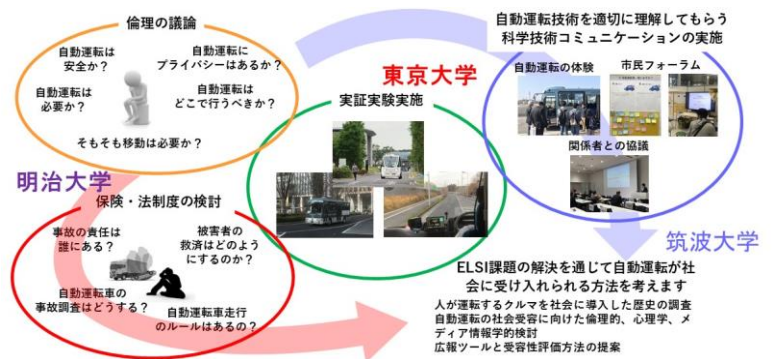 倫理の議論
自動運転は
安全か？
自動運転に
プライバシーはあるか？
自動運転は
必要か？
自動運転は
どこで行うべきか？
そもそも移動は必要か？
明治大学
保険・法制度の検討
事故の責任は
誰にある？
被害者の
救済はどのよう
にするのか？
自動運転車の
事故調査はどうする？
自動運転車走行
のルールはあるの？
東京大学
実証実験実施
自動運転技術を適切に理解してもらう
科学技術コミュニケーションの実施
自動運転の体験
市民フォーラム
関係者との協議
筑波大学
ELSI課題の解決を通じて自動運転が社
会に受け入れられる方法を考えます
人が運転するクルマを社会に導入した歴史の調査
自動運転の社会受容に向けた倫理的、心理学、メ
ディア情報学的検討
広報ツールと受容性評価方法の提案